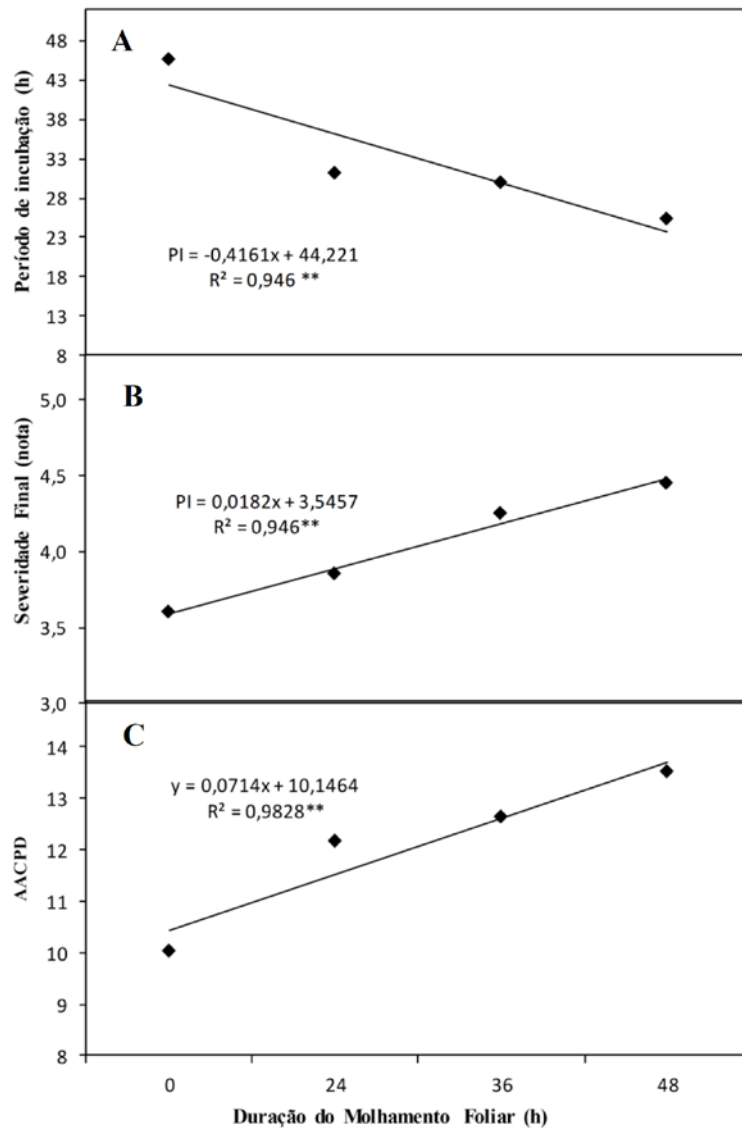 A
Período de incubação (h)
48
43
38
33
28
23
18
13
8
PI = -0,4161x + 44,221
R² = 0,946 **
B
Severidade Final (nota)
5,0
4,5
4,0
3,5
3,0
PI = 0,0182x + 3,5457
R² = 0,946**
C
AACPD
14
13
12
11
10
9
8
y = 0,0714x + 10,1464
R² = 0,9828**
0 24 36 48
Duração do Molhamento Foliar (h)